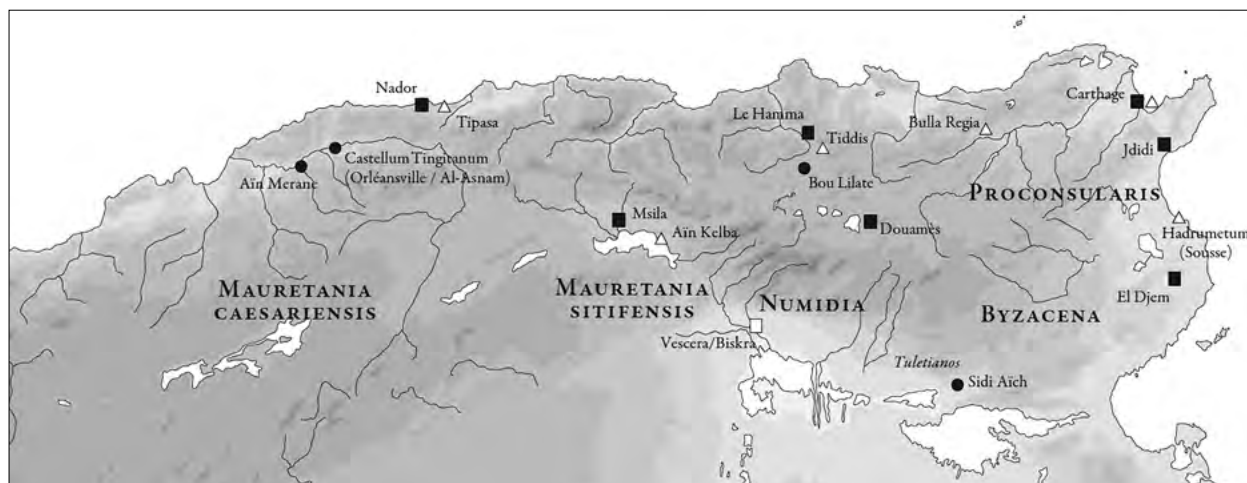 Nador
Tipasa
Castellum Tingitanum
(Orléansville / Al-Asnam)
Aïn Merane
Le Hamma
Tiddis
Bou Lilate
Bulla Regia
Carthage
Jdidi
PROCONSULARIS
Msila
Aïn Kelba
Douamès
Hadrumetum
(Sousse)
El Djem
MAURETANIA
CAESARIENSIS
MAURETANIA
SITIFENSIS
NUMIDIA
BYZACENA
Vescera/Biskra
Tuletianos
Sidi Aïch